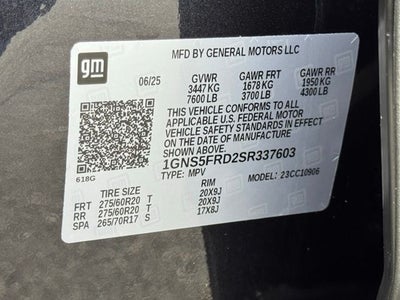 gm
MFD BY GENERAL MOTORS LLC
06/25 GVWR GAWR FRT GAWR RR
3447 KG 1678 KG 1950 KG
7600 LB 3700 LB 4300 LB
THIS VEHICLE CONFORMS TO ALL
APPLICABLE U.S. FEDERAL MOTOR
VEHICLE SAFETY STANDARDS IN EFFECT
ON THE DATE OF MANUFACTURE
SHOWN ABOVE.
1GNS5FRD2SR337603
618G TYPE: MPV MODEL: 23CC10906
TIRE SIZE RIM
FRT 275/60R20 T 20X9J
RR 275/60R20 T 20X9J
SPA 265/70R17 S 17X8J